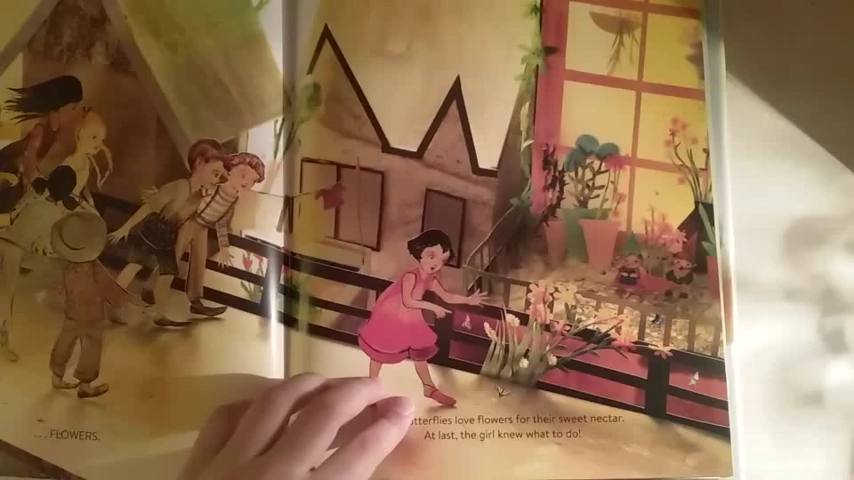 ... FLOWERS.
utterflies love flowers for their sweet nectar.
At last, the girl knew what to do!